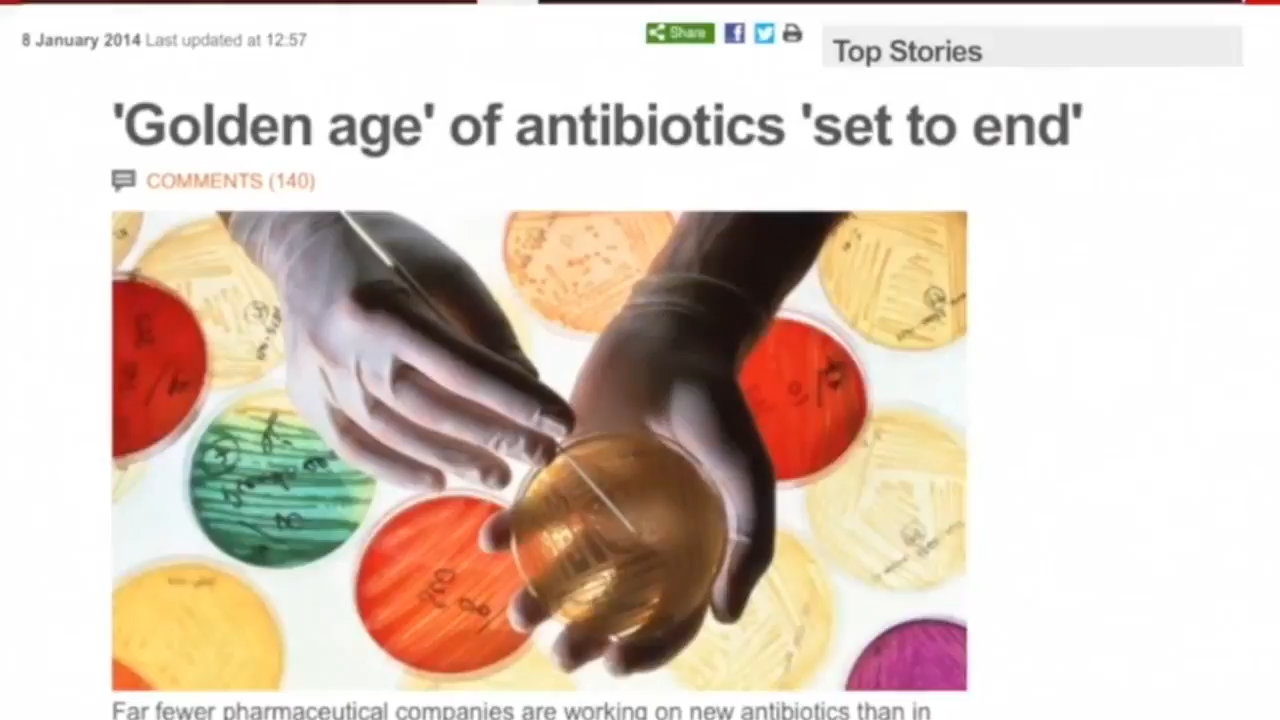 8 January 2014 Last updated at 12:57
Share
Top Stories
'Golden age' of antibiotics 'set to end'
COMMENTS (140)
Far fewer pharmaceutical companies are working on new antibiotics than in